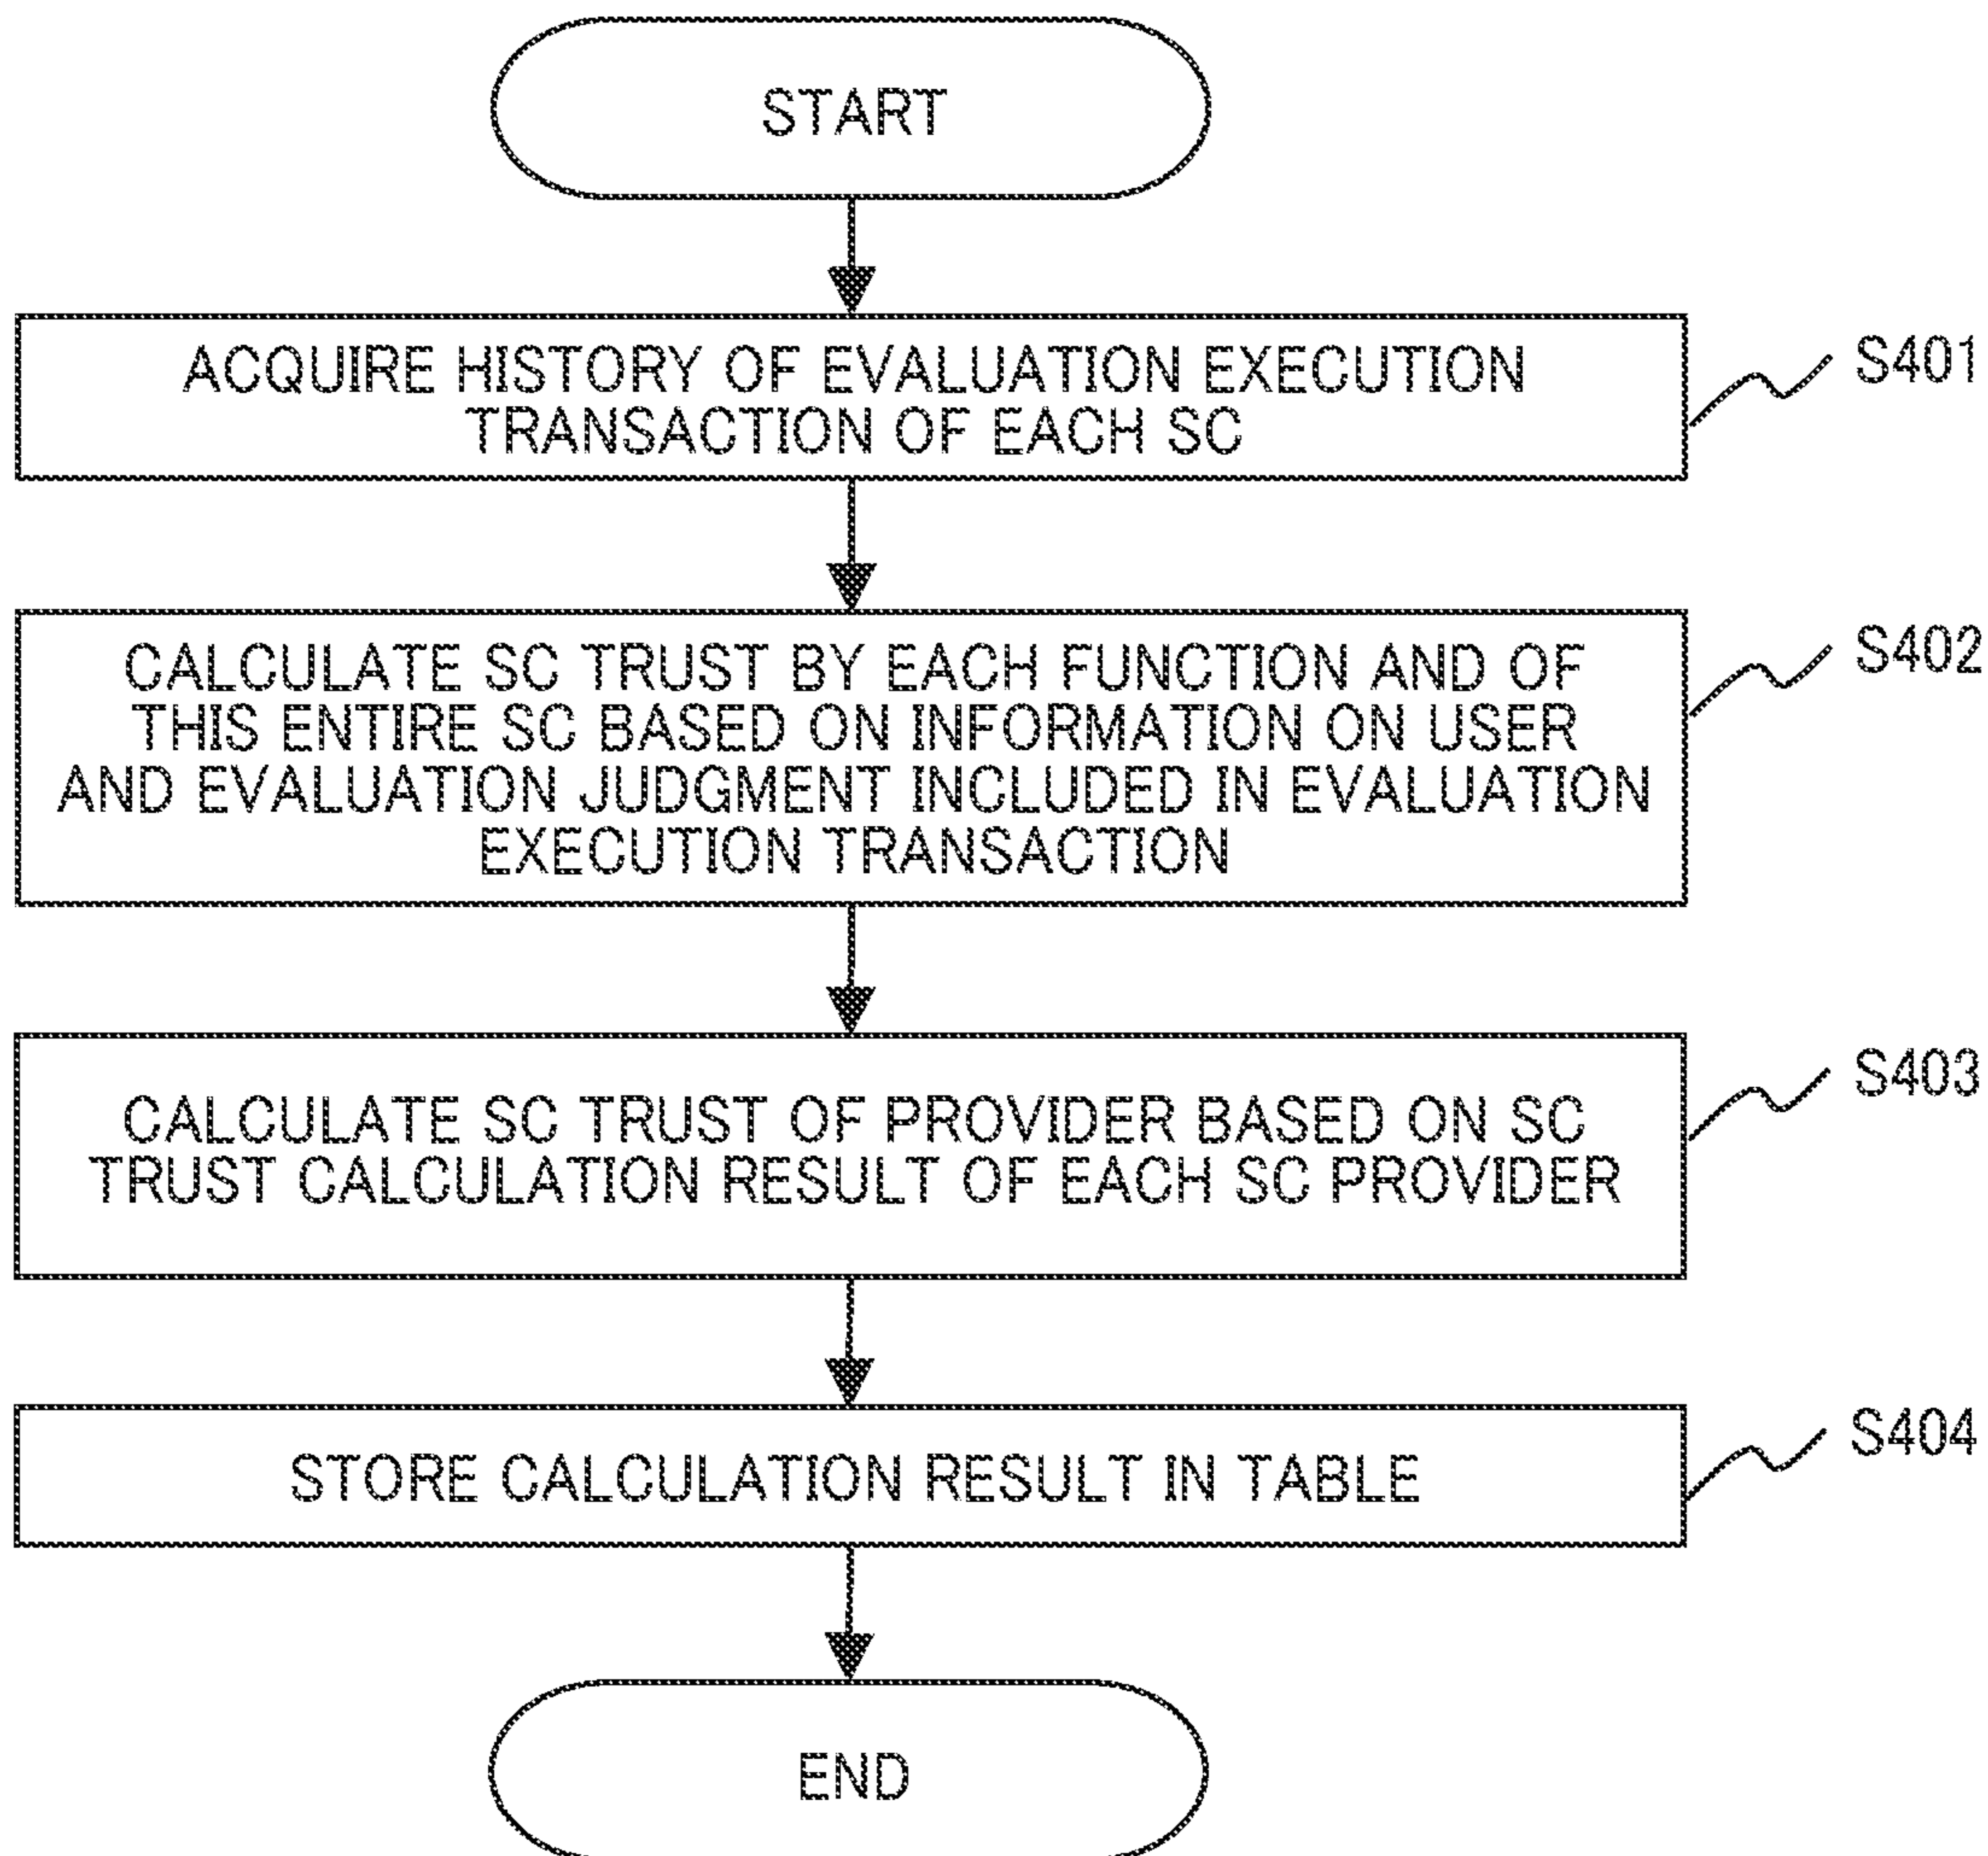 START
ACQUIRE HISTORY OF EVALUATION EXECUTION
TRANSACTION OF EACH SC
S401
CALCULATE SC TRUST BY EACH FUNCTION AND OF
THIS ENTIRE SC BASED ON INFORMATION ON USER
AND EVALUATION JUDGMENT INCLUDED IN EVALUATION
EXECUTION TRANSACTION
S402
CALCULATE SC TRUST OF PROVIDER BASED ON SC
TRUST CALCULATION RESULT OF EACH SC PROVIDER
S403
STORE CALCULATION RESULT IN TABLE
S404
END